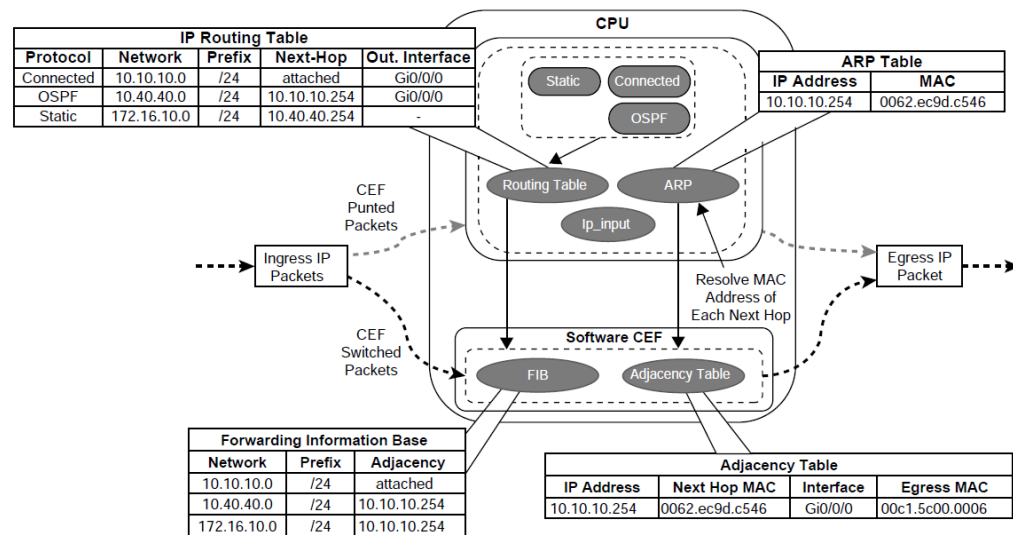 CPU
IP Routing Table
Protocol Network Prefix Next-Hop Out. Interface
Connected 10.10.10.0 /24 attached Gi0/0/0
OSPF 10.40.40.0 /24 10.10.10.254 Gi0/0/0
Static 172.16.10.0 /24 10.40.40.254 -
ARP Table
IP Address MAC
10.10.10.254 0062.ec9d.c546
Static
Connected
OSPF
Routing Table
ARP
Ip_input
CEF
Punted
Packets
Ingress IP
Packets
CEF
Switched
Packets
Resolve MAC
Address of
Each Next Hop
Egress IP
Packet
Software CEF
FIB
Adjacency Table
Forwarding Information Base
Network Prefix Adjacency
10.10.10.0 /24 attached
10.40.40.0 /24 10.10.10.254
172.16.10.0 /24 10.10.10.254
Adjacency Table
IP Address Next Hop MAC Interface Egress MAC
10.10.10.254 0062.ec9d.c546 Gi0/0/0 00c1.5c00.0006